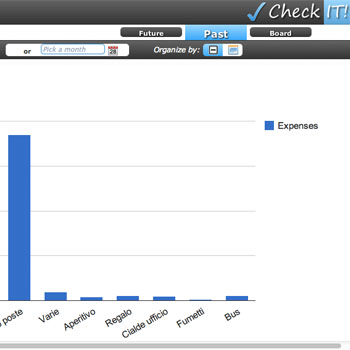 Check IT!
Future
Past
Board
or
Pick a month
28
Organize by:
Expenses
poste
Varie
Aperitivo
Regalo
Cialde ufficio
Fumetti
Bus